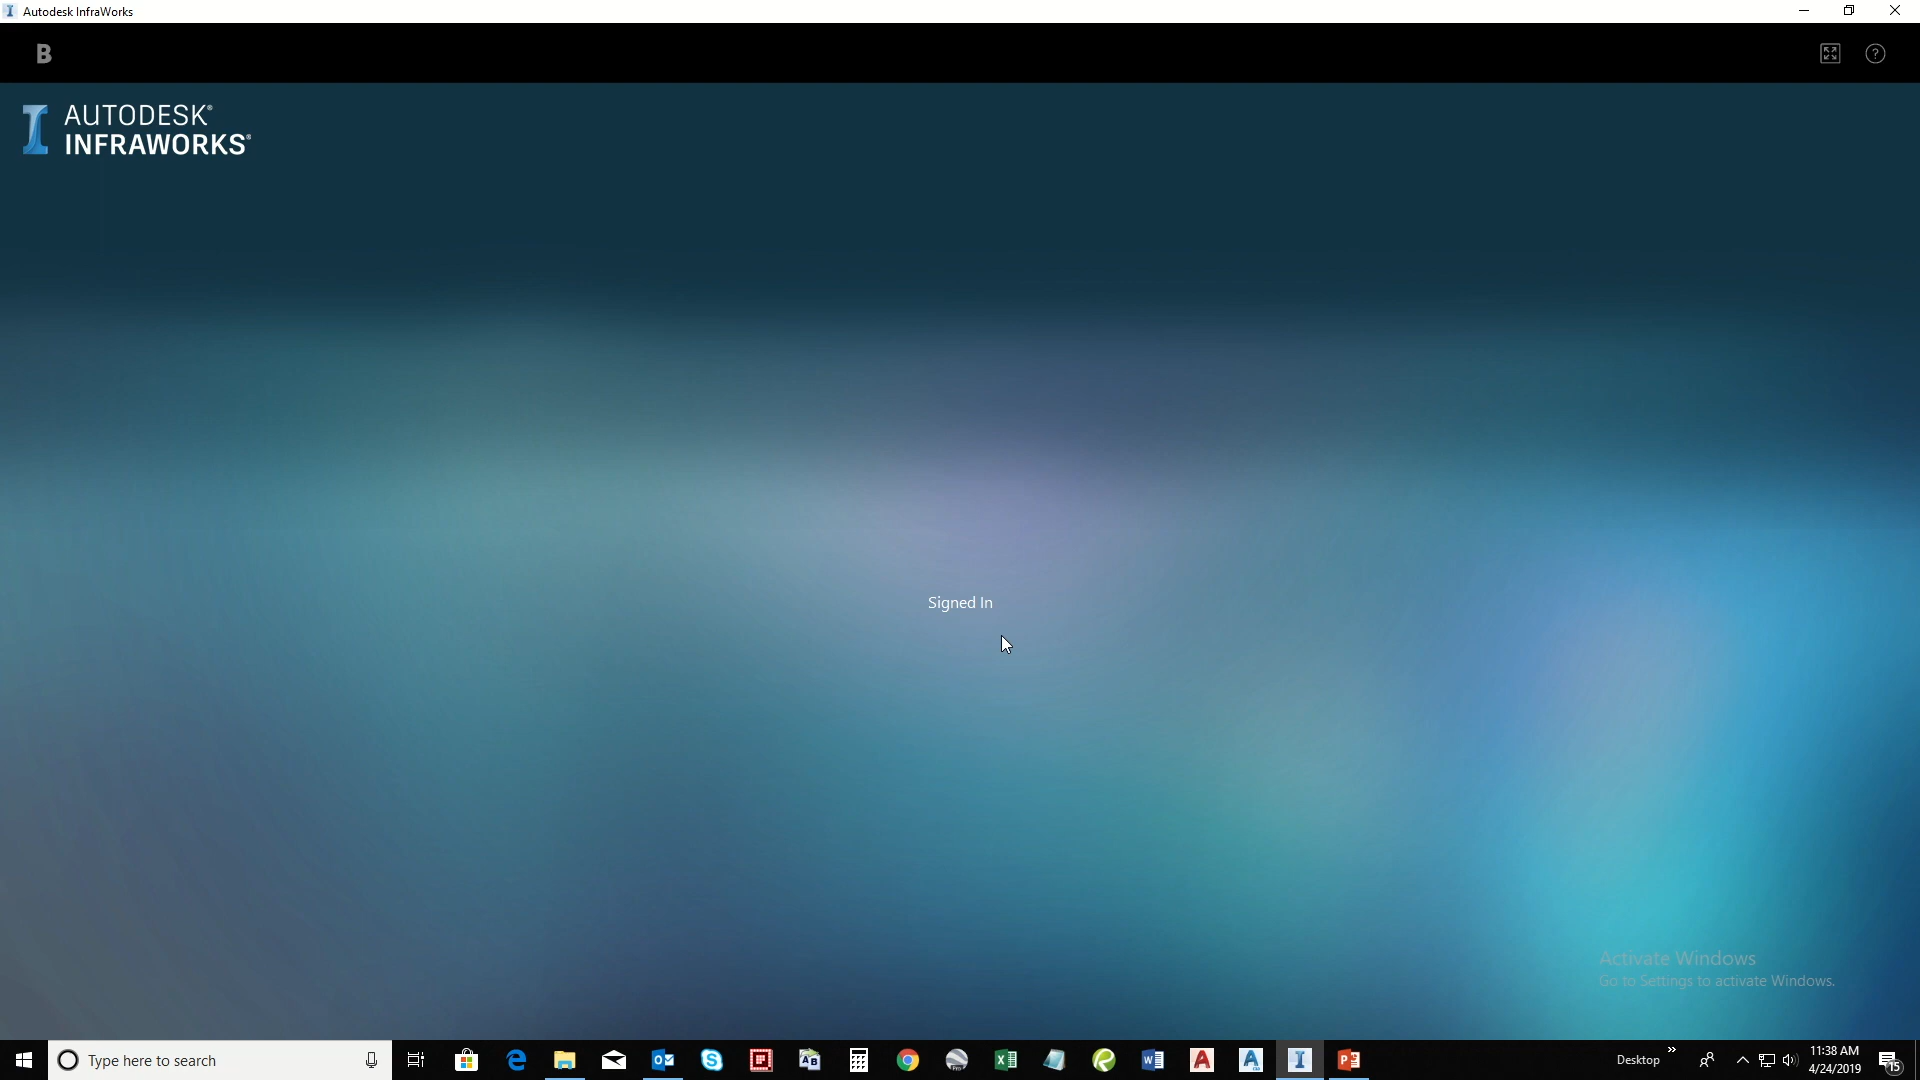 Autodesk InfraWorks
B
?
AUTODESK®
INFRAWORKS®
Signed In
Activate Windows
Go to Settings to activate Windows.
Type here to search
Desktop
11:38 AM
4/24/2019
15